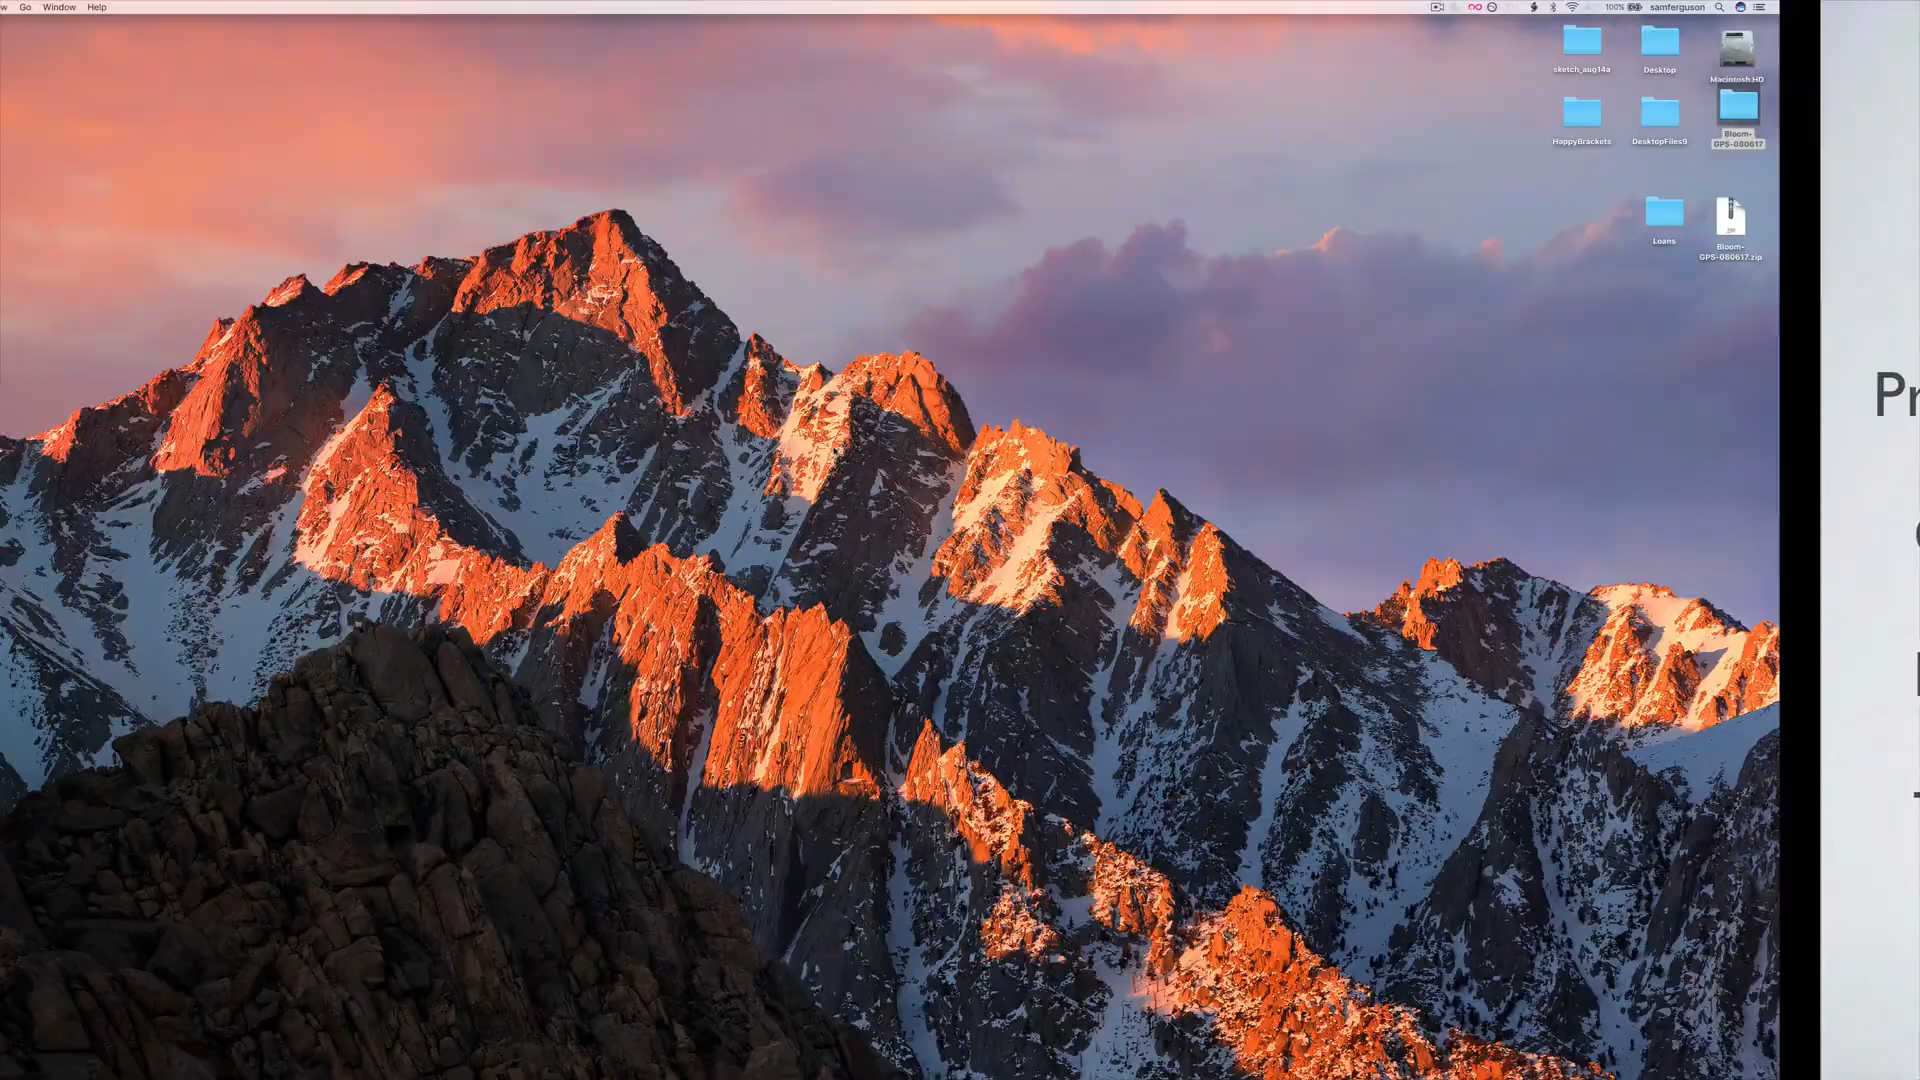 Go Window Help
100% samferguson
sketch_aug14a
Desktop
Macintosh HD
HappyBrackets
DesktopFiles9
Bloom-
GPS-080617
Loans
ZIP
Bloom-
GPS-080617.zip
Pr